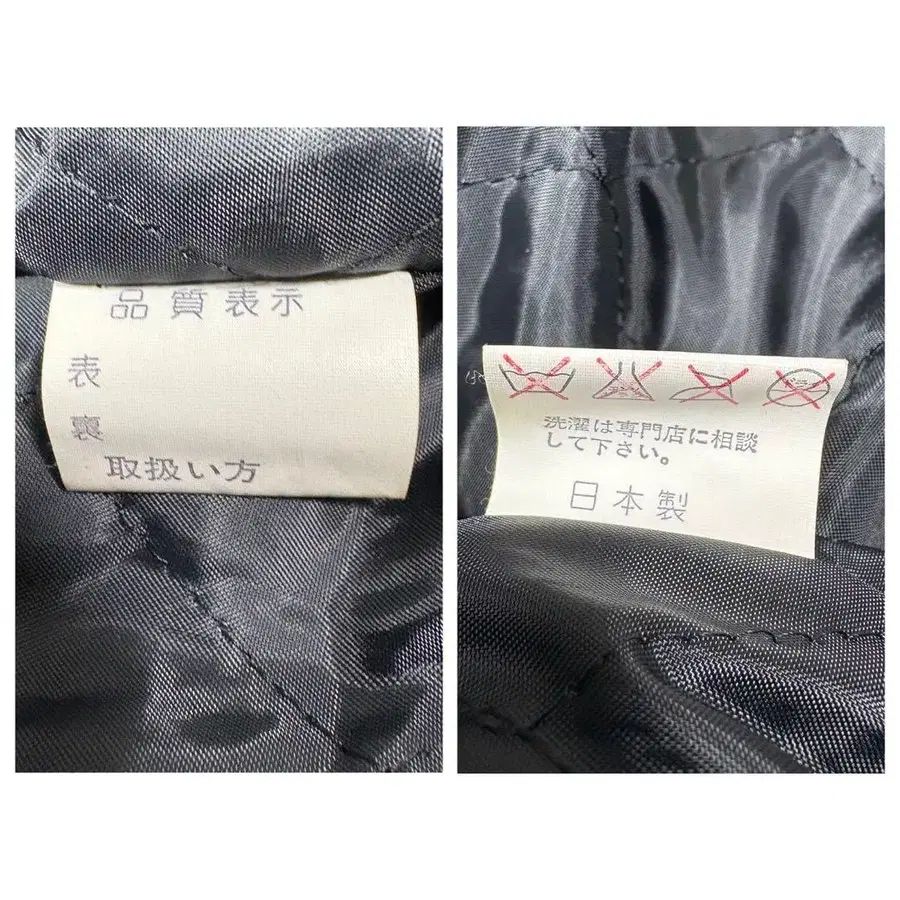 品質表示
表
裏
取扱い方
洗濯は専門店に相談
して下さい。
日本製